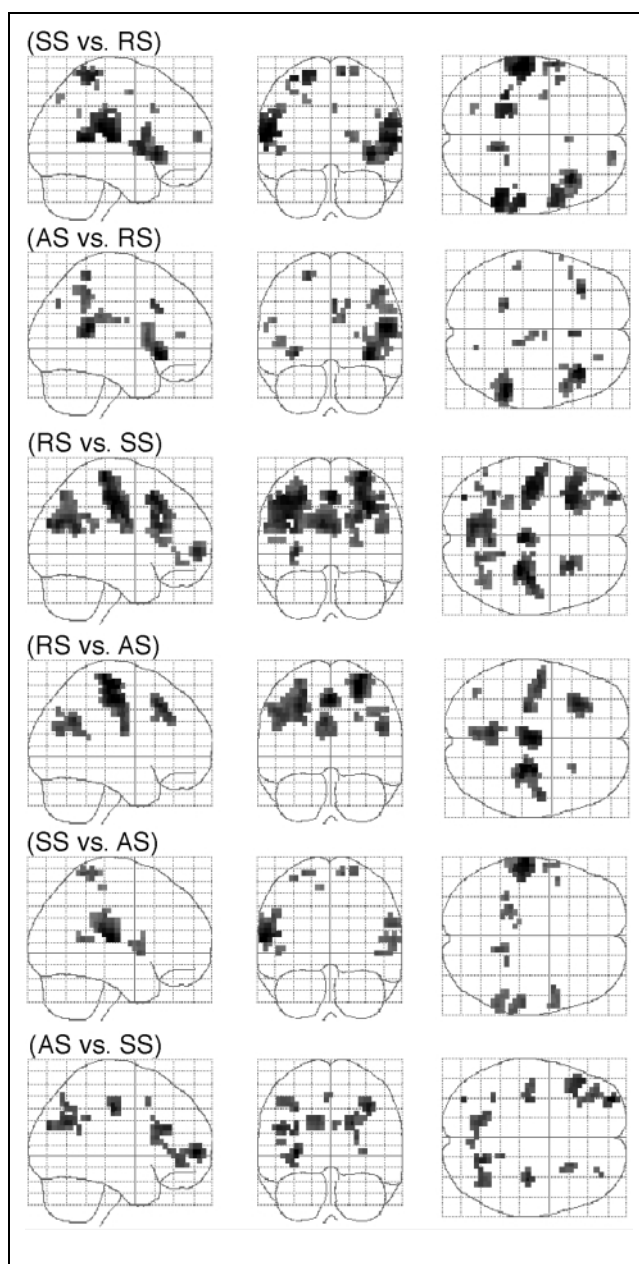 (SS vs. RS)
(AS vs. RS)
(RS vs. SS)
(RS vs. AS)
(SS vs. AS)
(AS vs. SS)